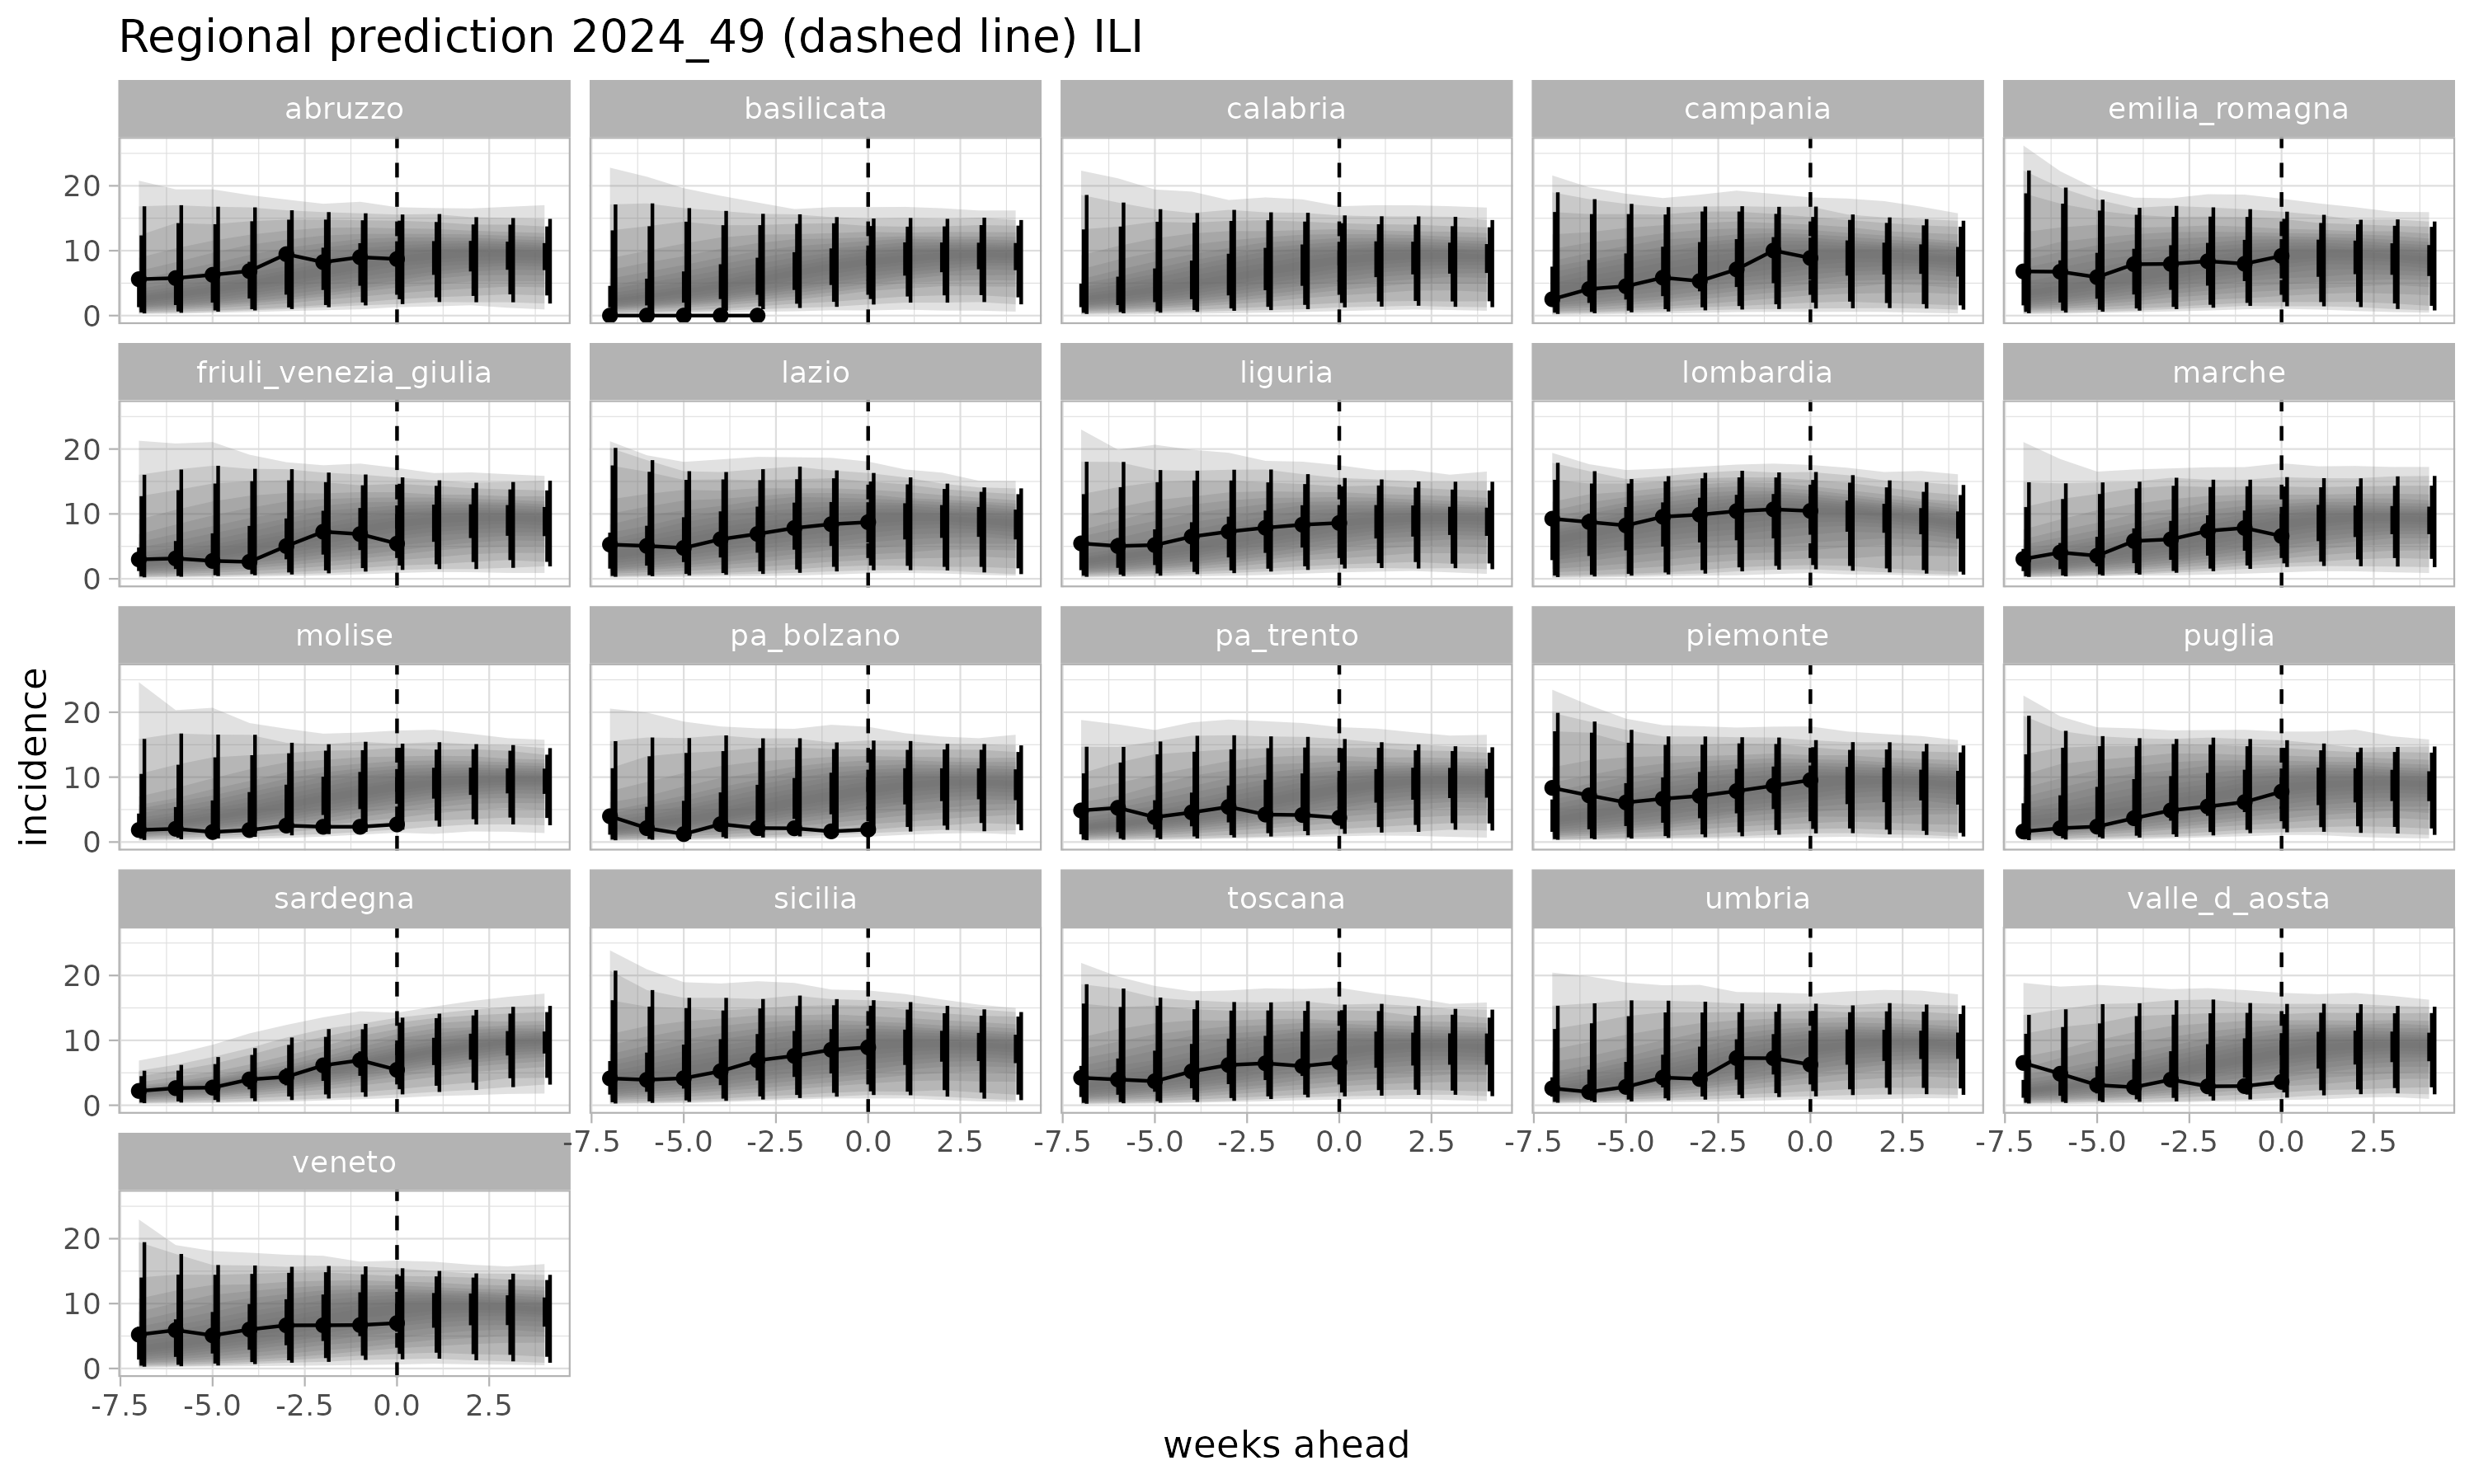 Regional prediction 2024_49 (dashed line) ILI
abruzzo basilicata calabria campania emilia_romagna
20
10
0
friuli_venezia_giulia lazio liguria lombardia marche
20
10
0
molise pa_bolzano pa_trento piemonte puglia
20
10
0
incidence
sardegna sicilia toscana umbria valle_d_aosta
20
10
0
-7.5 -5.0 -2.5 0.0 2.5 -7.5 -5.0 -2.5 0.0 2.5 -7.5 -5.0 -2.5 0.0 2.5 -7.5 -5.0 -2.5 0.0 2.5
veneto
20
10
0
-7.5 -5.0 -2.5 0.0 2.5
weeks ahead